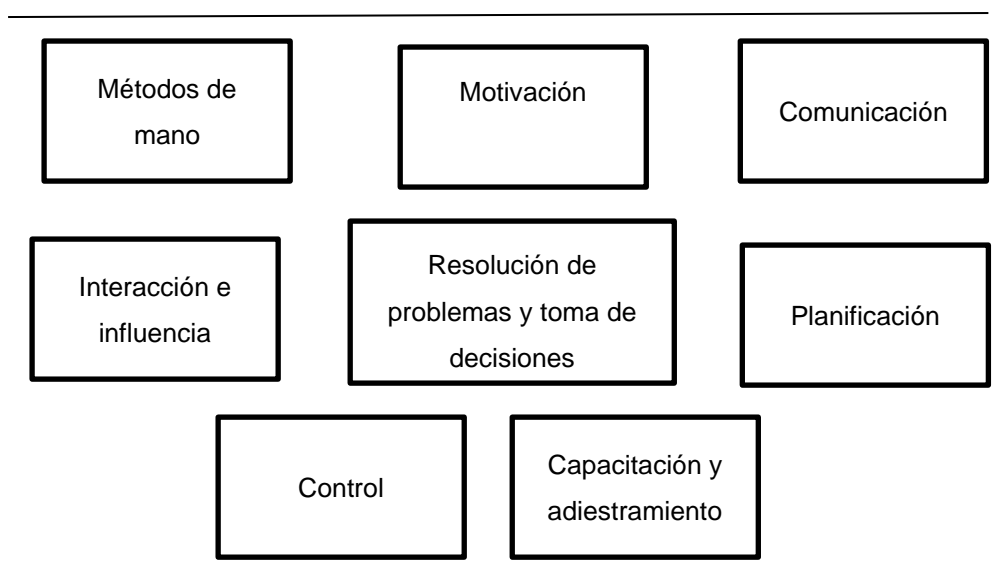 Métodos de
mano
Motivación
Comunicación
Interacción e
influencia
Resolución de
problemas y toma de
decisiones
Planificación
Control
Capacitación y
adiestramiento